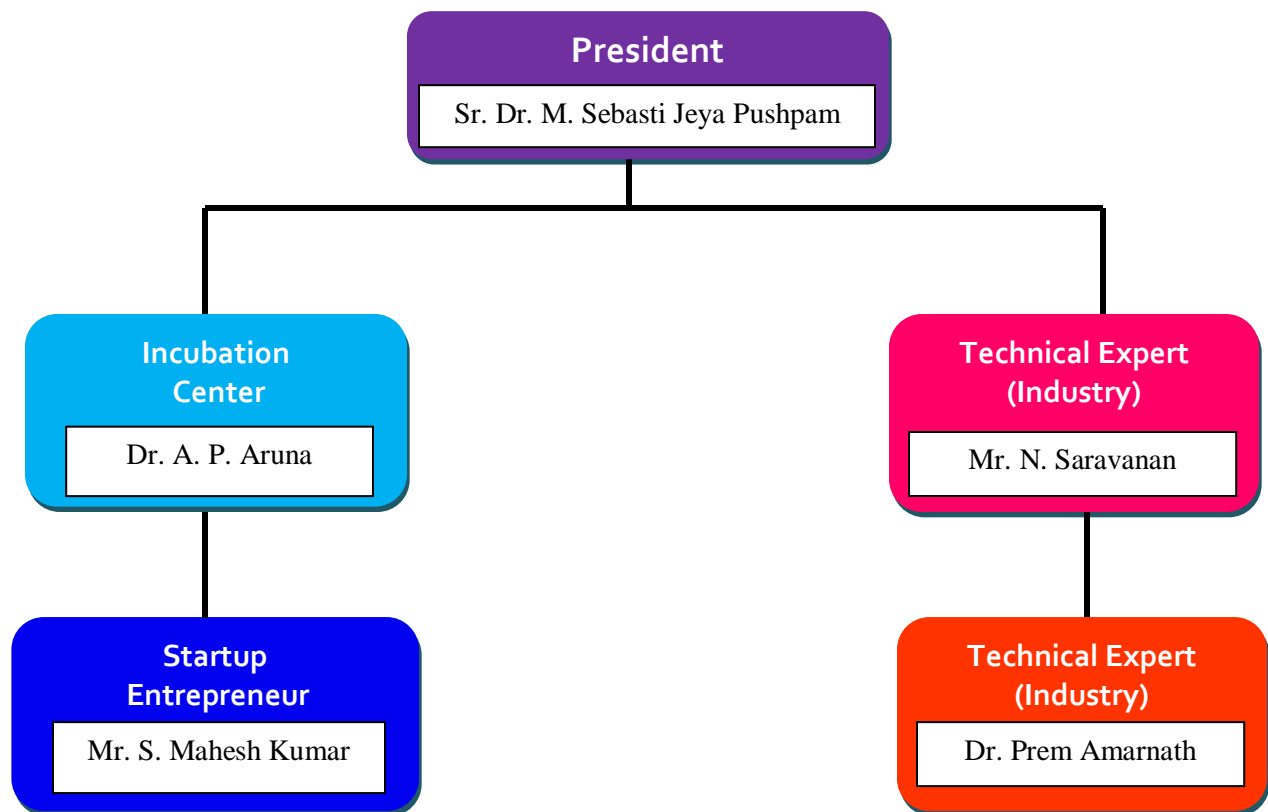 President
Sr. Dr. M. Sebasti Jeya Pushpam
Incubation
Center
Dr. A. P. Aruna
Technical Expert
(Industry)
Mr. N. Saravanan
Startup
Entrepreneur
Mr. S. Mahesh Kumar
Technical Expert
(Industry)
Dr. Prem Amarnath